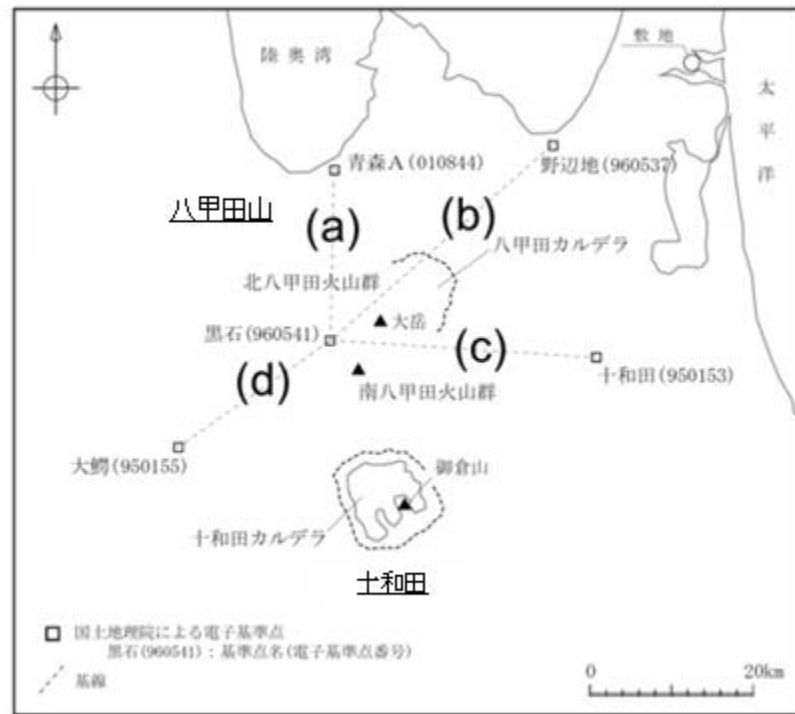 陸奥湾
敷地
太平洋
青森A(010844)
野辺地(960537)
八甲田山
(a)
(b)
八甲田カルデラ
北八甲田火山群
大岳
黒石(960541)
(c)
(d)
南八甲田火山群
十和田(950153)
大鰐(950155)
御倉山
十和田カルデラ
十和田
国土地理院による電子基準点
黒石(960541):基準点名(電子基準点番号)
基線
0 20km